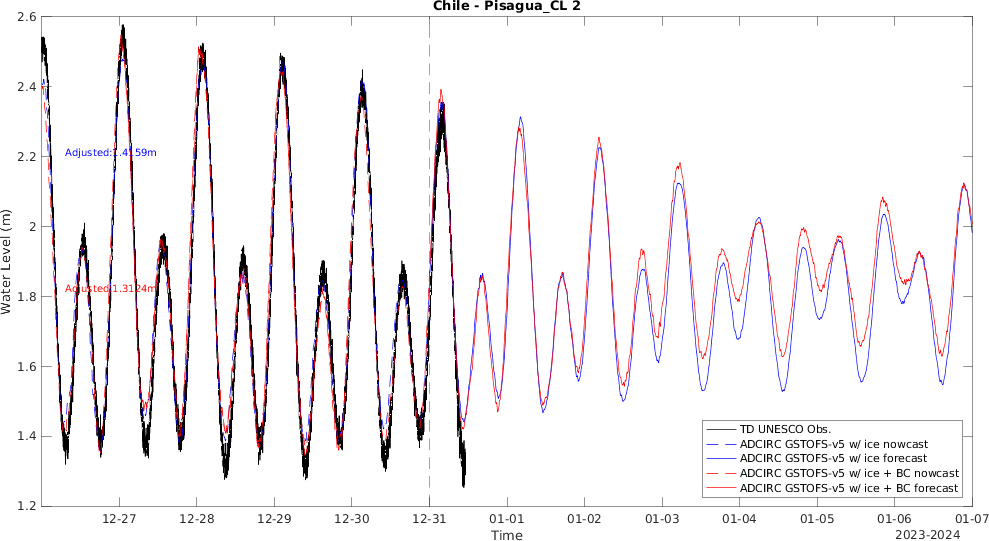 Chile - Pisagua_CL 2
2.6
2.4
2.2
2
1.8
1.6
1.4
1.2
Water Level (m)
Adjusted:1.4159m
Adjusted:1.3124m
TD UNESCO Obs.
ADCIRC GSTOFS-v5 w/ ice nowcast
ADCIRC GSTOFS-v5 w/ ice forecast
ADCIRC GSTOFS-v5 w/ ice + BC nowcast
ADCIRC GSTOFS-v5 w/ ice + BC forecast
12-27 12-28 12-29 12-30 12-31 01-01 01-02 01-03 01-04 01-05 01-06 01-07
Time
2023-2024